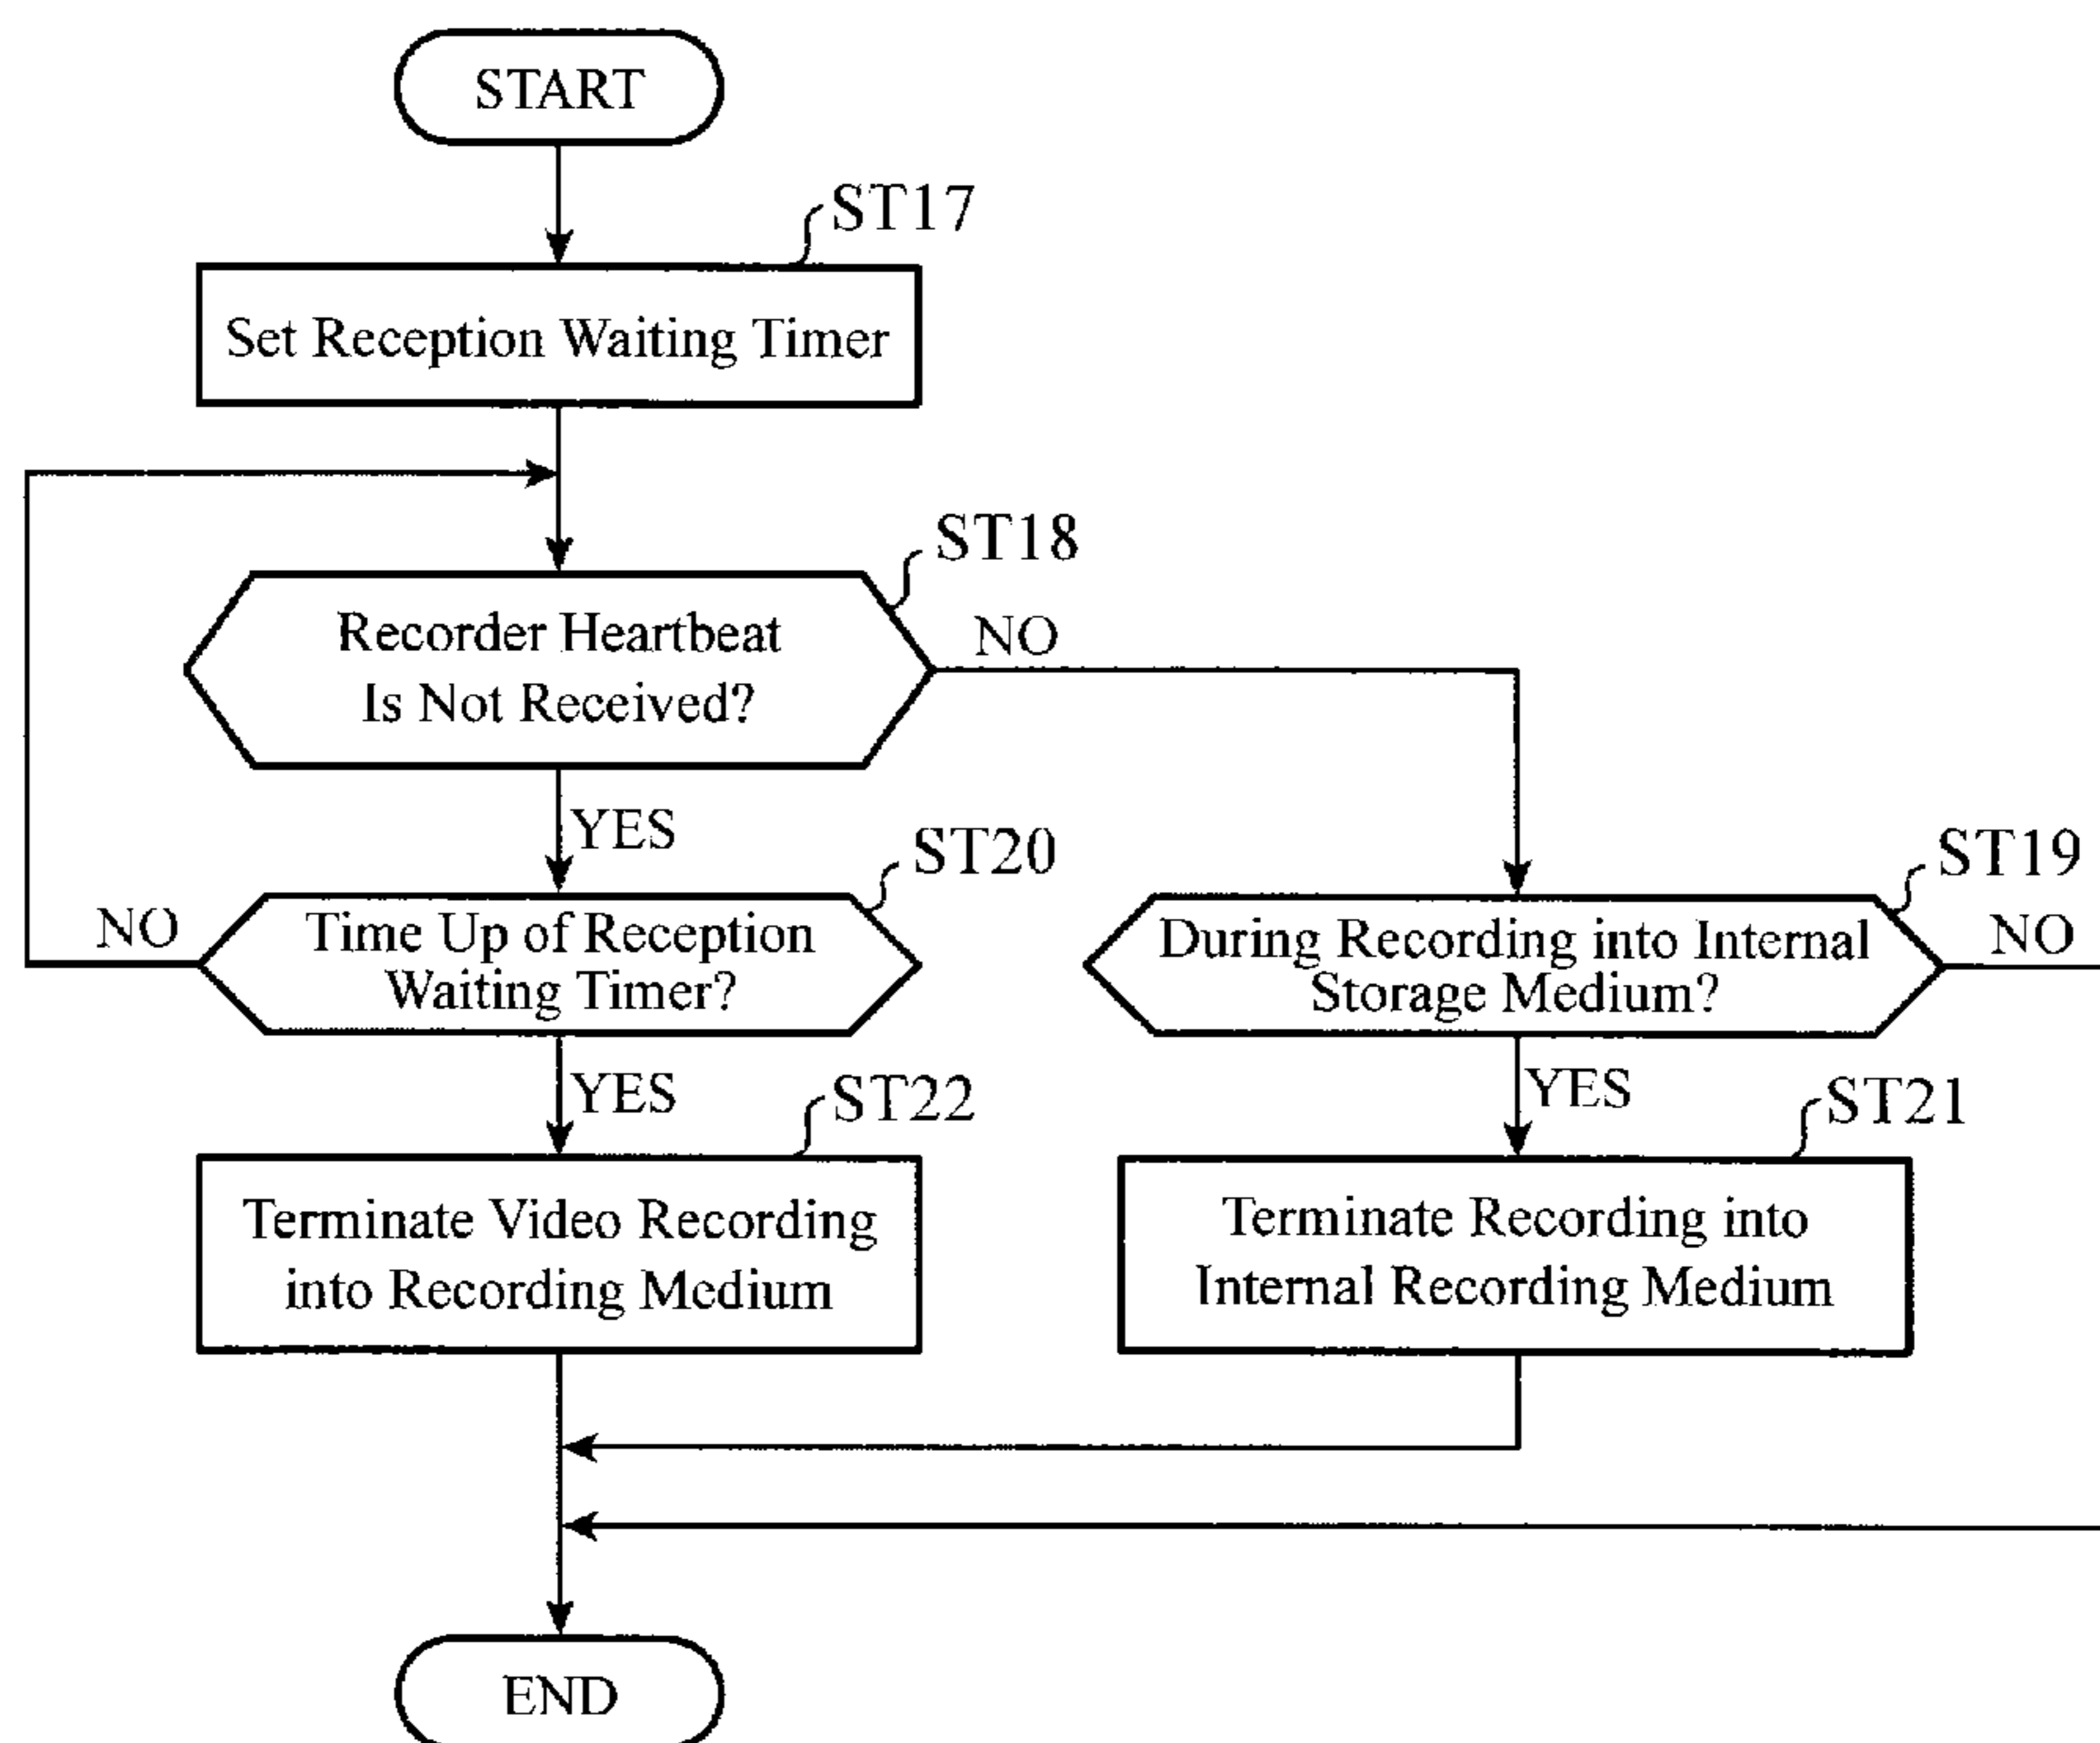 START
ST17
Set Reception Waiting Timer
ST18
Recorder Heartbeat
Is Not Received?
NO
YES
ST20
Time Up of Reception
Waiting Timer?
NO
ST19
During Recording into Internal
Storage Medium?
NO
YES
ST22
Terminate Video Recording
into Recording Medium
YES
ST21
Terminate Recording into
Internal Recording Medium
END